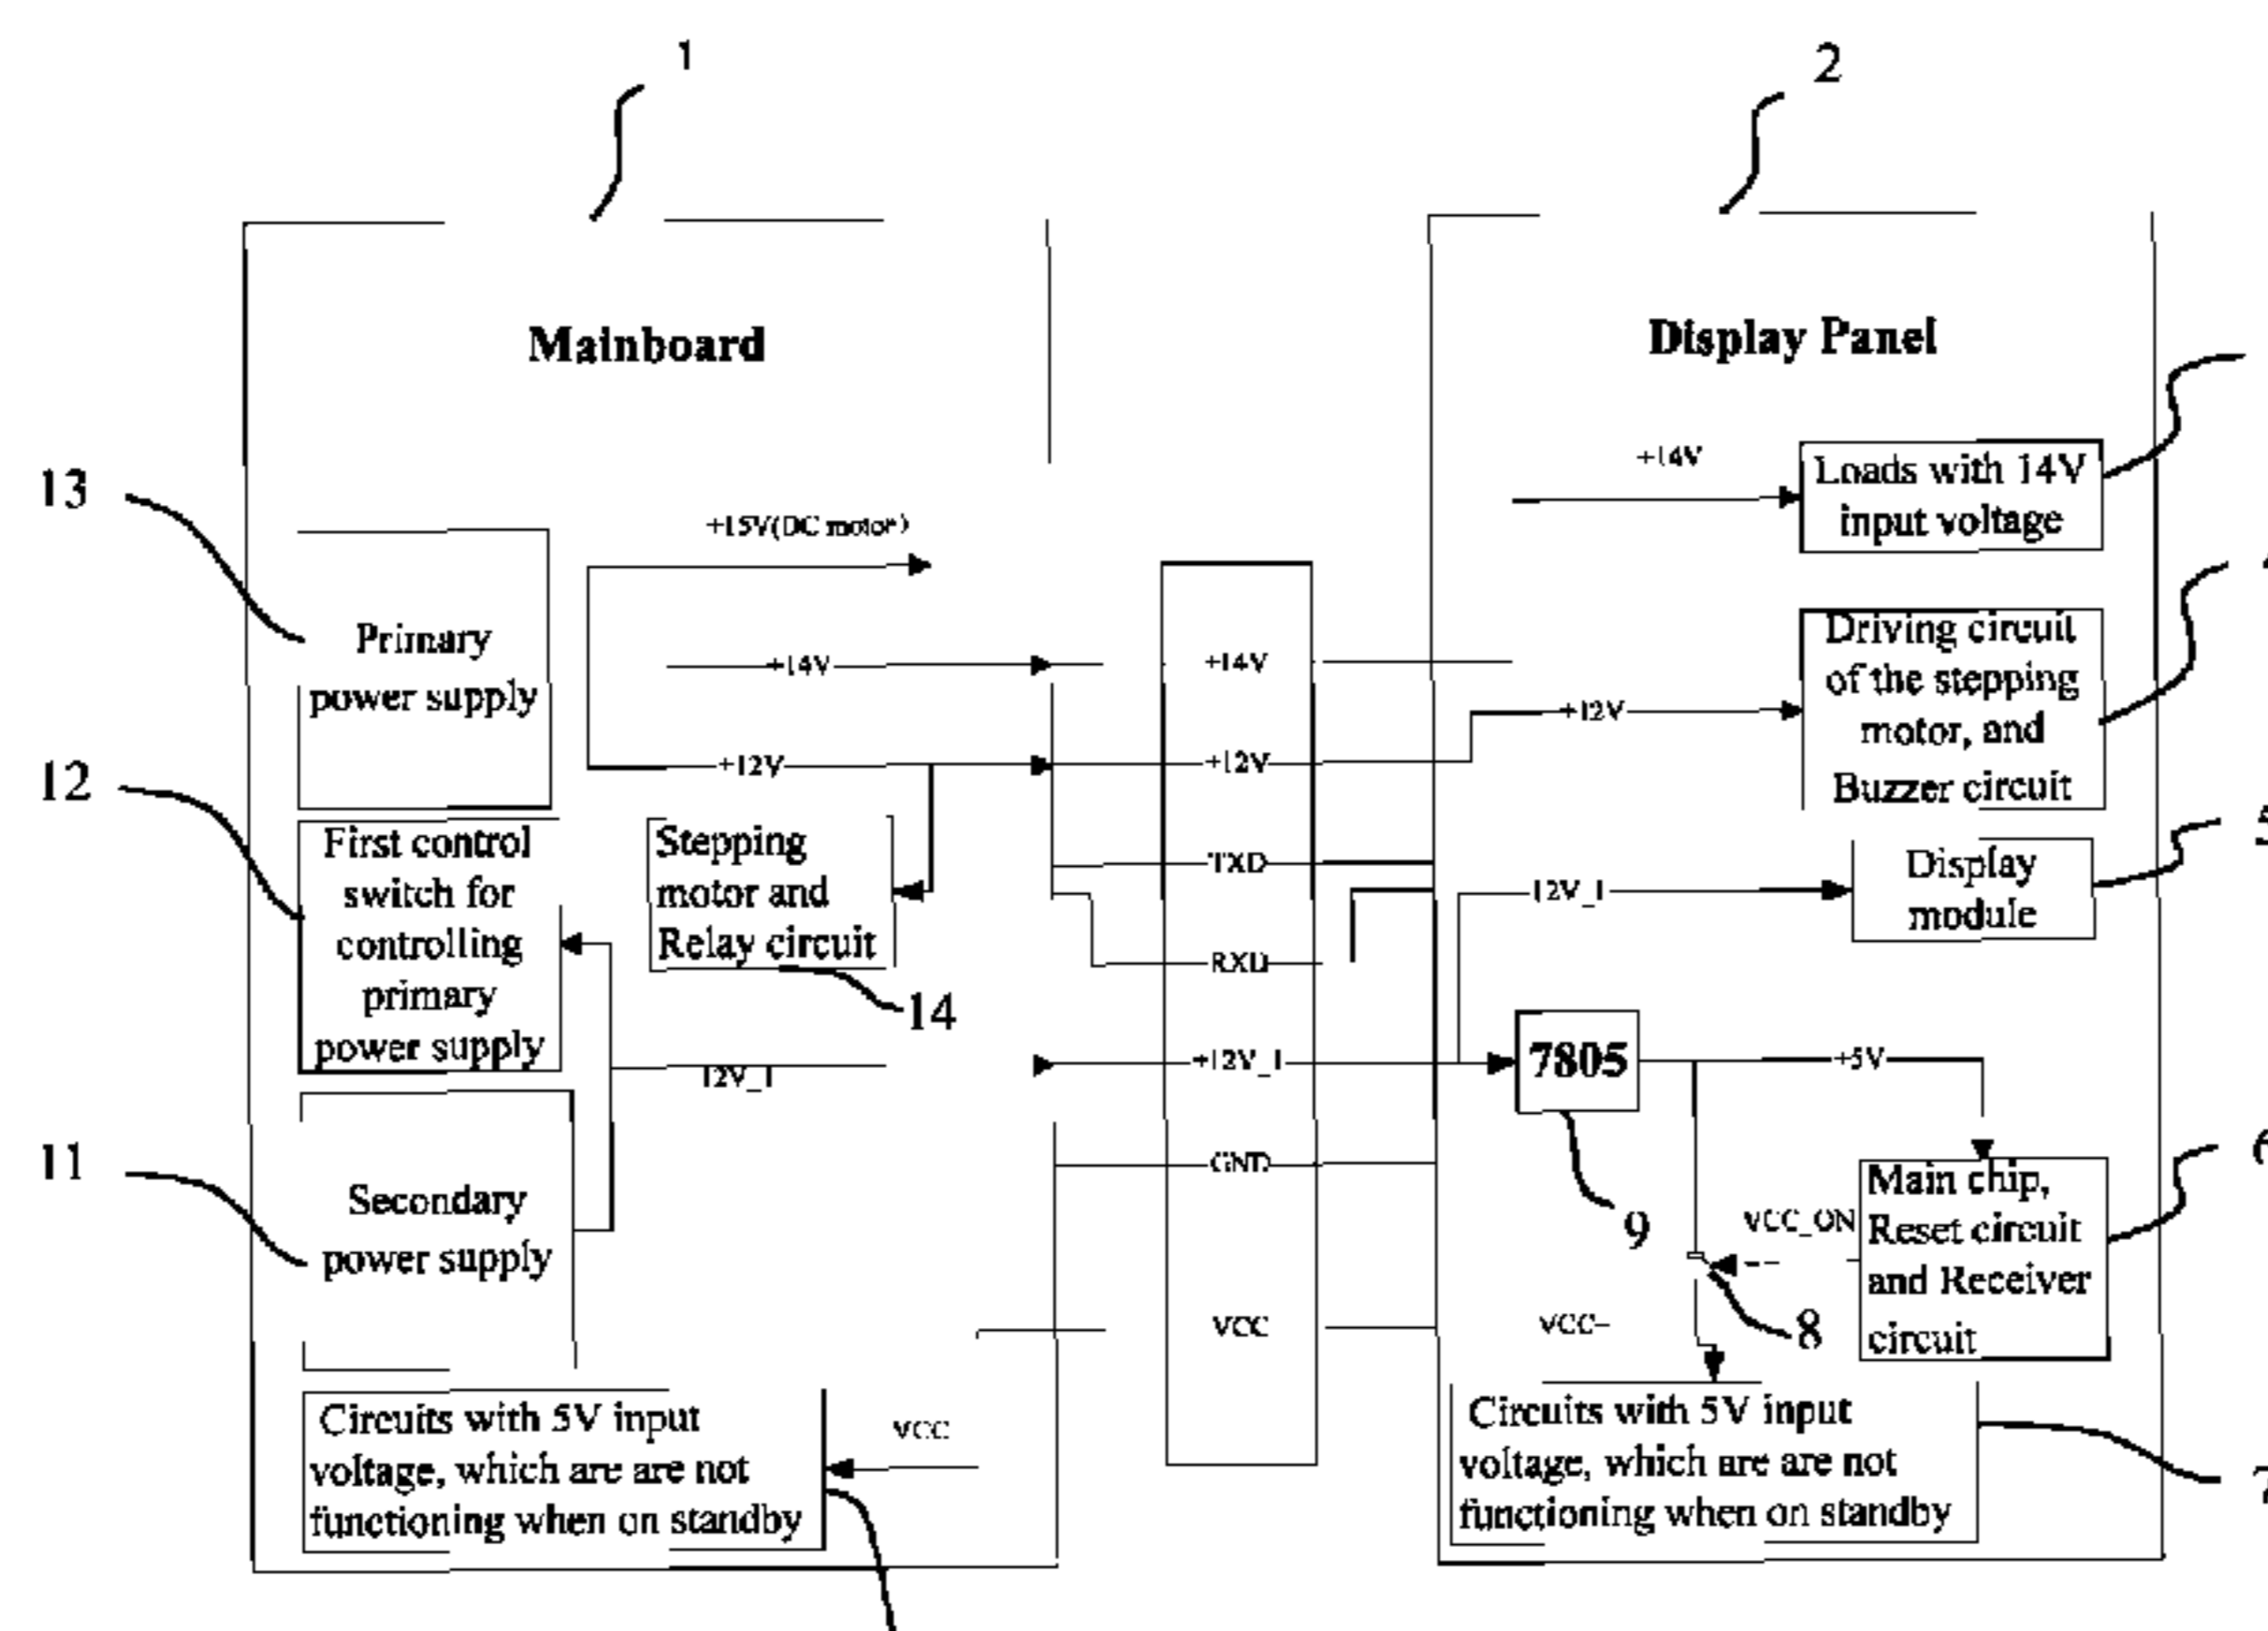 1
2
Mainboard
Display Panel
13
+15V(DC motor)
+14V
Loads with 14V
input voltage
Primary
power supply
+14V
+14V
Driving circuit
of the stepping
motor, and
Buzzer circuit
+12V
+12V
+12V
12
First control
switch for
controlling
primary
power supply
Stepping
motor and
Relay circuit
14
TXD
RXD
12V_1
Display
module
5
12V_1
+12V_1
7805
+5V
9
11
Secondary
power supply
GND
VCC_ON
Main chip,
Reset circuit
and Receiver
circuit
6
8
VCC
VCC
Circuits with 5V input
voltage, which are are not
functioning when on standby
VCC
Circuits with 5V input
voltage, which are are not
functioning when on standby
7